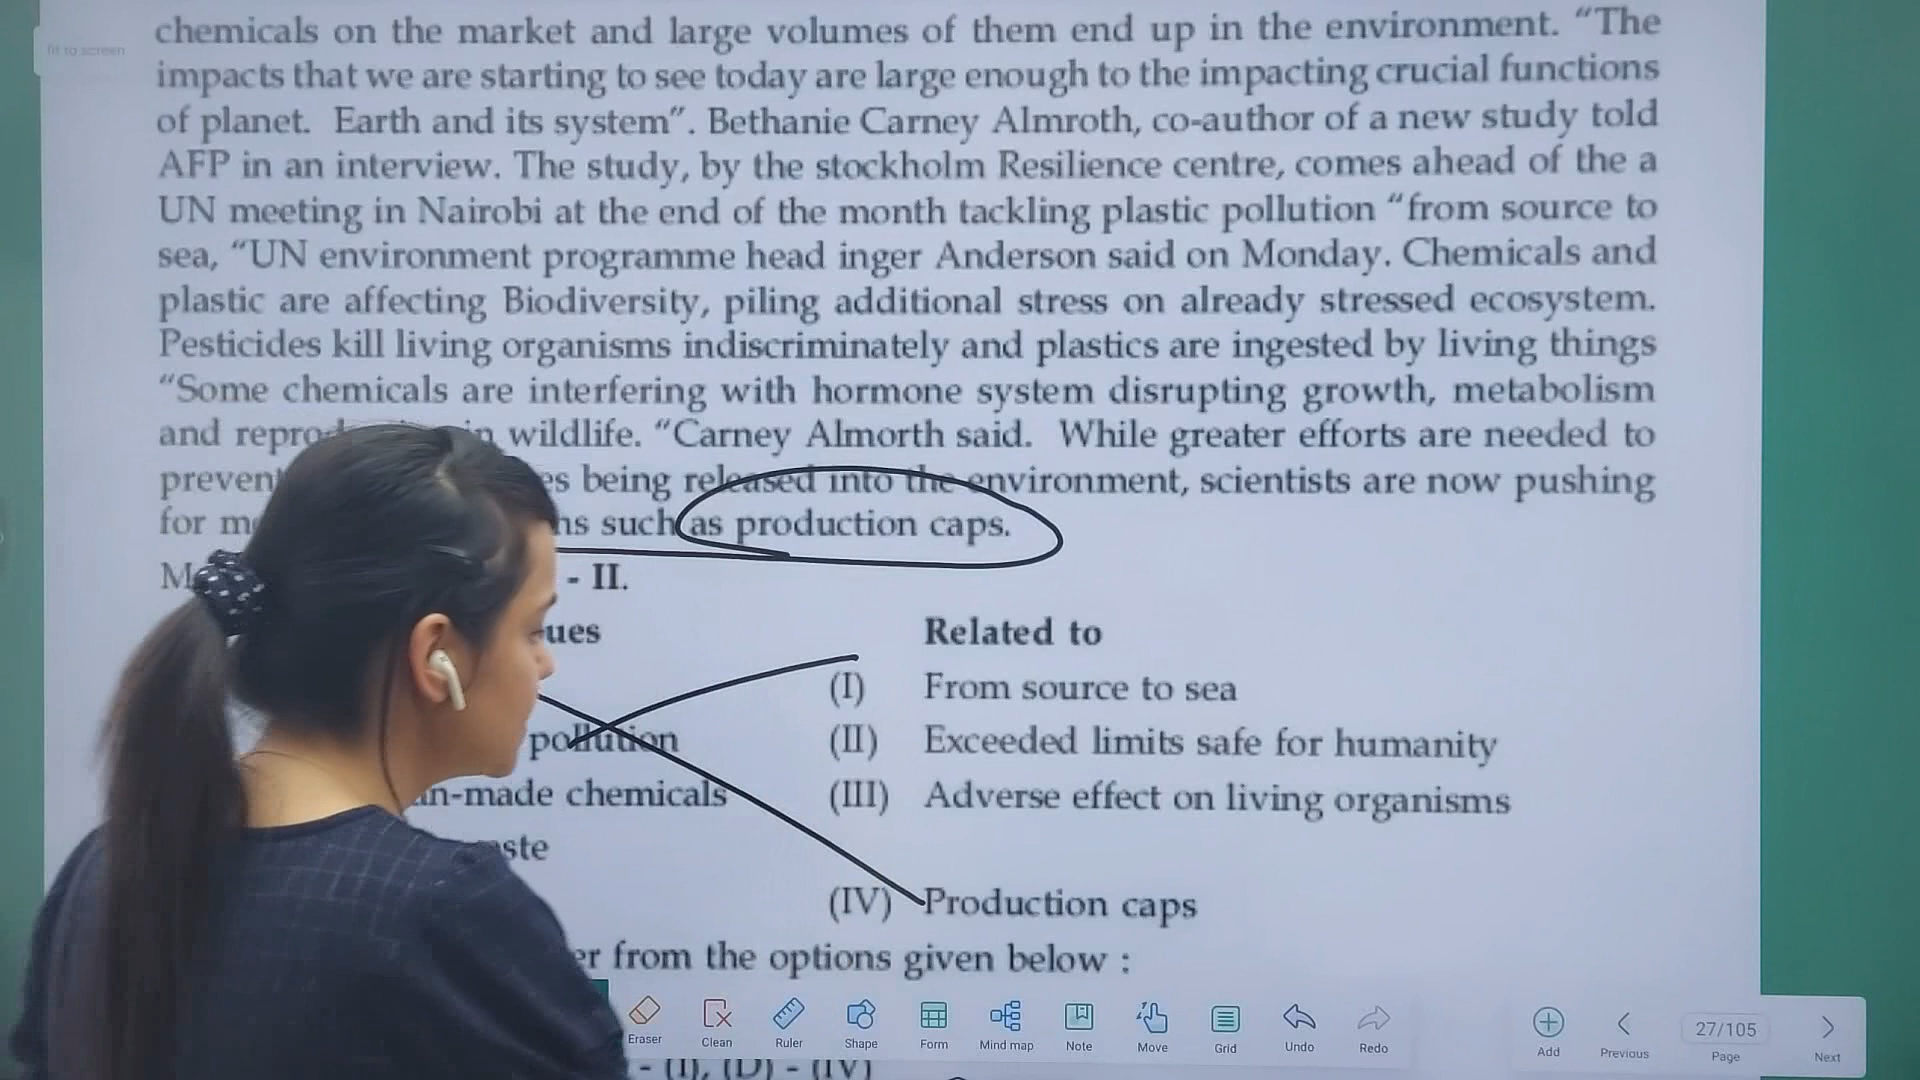 fit to screen
chemicals on the market and large volumes of them end up in the environment. "The
impacts that we are starting to see today are large enough to the impacting crucial functions
of planet. Earth and its system". Bethanie Carney Almroth, co-author of a new study told
AFP in an interview. The study, by the stockholm Resilience centre, comes ahead of the a
UN meeting in Nairobi at the end of the month tackling plastic pollution "from source to
sea, "UN environment programme head inger Anderson said on Monday. Chemicals and
plastic are affecting Biodiversity, piling additional stress on already stressed ecosystem.
Pesticides kill living organisms indiscriminately and plastics are ingested by living things
"Some chemicals are interfering with hormone system disrupting growth, metabolism
and in wildlife. "Carney Almorth said. While greater efforts are needed to
being released into the environment, scientists are now pushing
for such as production caps.
- II.
Related to
(I) From source to sea
pollution (II) Exceeded limits safe for humanity
chemicals (III) Adverse effect on living organisms
(IV) Production caps
from the options given below :
Eraser Clean Ruler Shape Form Mind map Note Move Grid Undo Redo
Add Previous 27/105 Page Next
- (I), (D) - (IV)